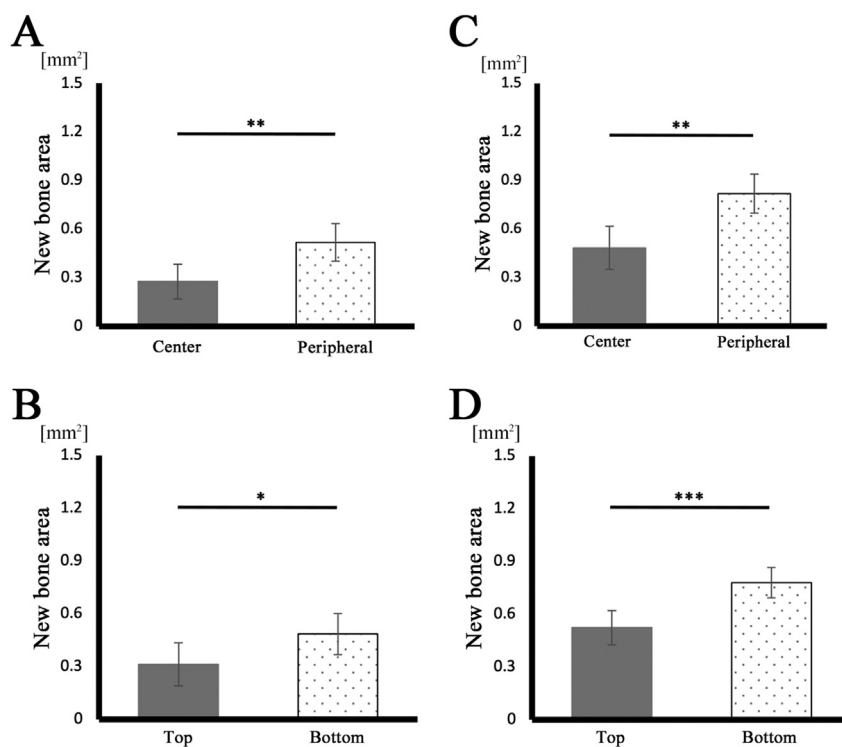 A
[mm²]
New bone area
1.5
1.2
0.9
0.6
0.3
0
**
Center Peripheral
C
[mm²]
New bone area
1.5
1.2
0.9
0.6
0.3
0
**
Center Peripheral
B
[mm²]
New bone area
1.5
1.2
0.9
0.6
0.3
0
*
Top Bottom
D
[mm²]
New bone area
1.5
1.2
0.9
0.6
0.3
0
***
Top Bottom